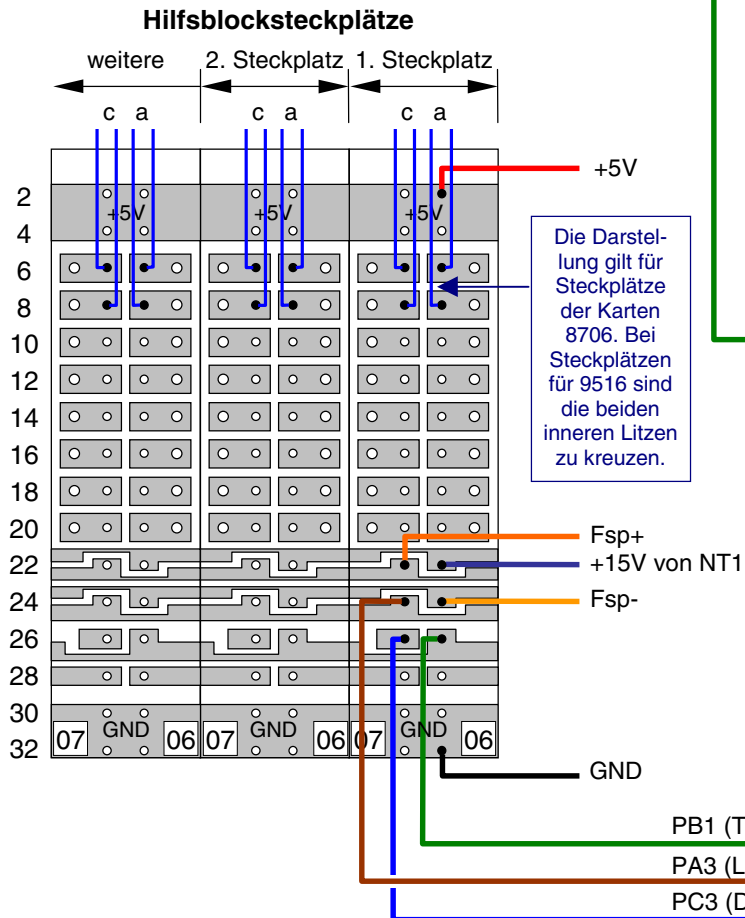 Hilfsblocksteckplätze
weitere 2. Steckplatz 1. Steckplatz
c a c a c a
+5V
2
+5V +5V +5V
4
Die Darstel-
lung gilt für
Steckplätze
der Karten
8706. Bei
Steckplätzen
für 9516 sind
die beiden
inneren Litzen
zu kreuzen.
6
8
10
12
14
16
18
20
Fsp+
22 +15V von NT1
24 Fsp-
26
28
30
GND GND GND
07 06 07 06 07 06
32
GND
PB1 (T
PA3 (L
PC3 (D